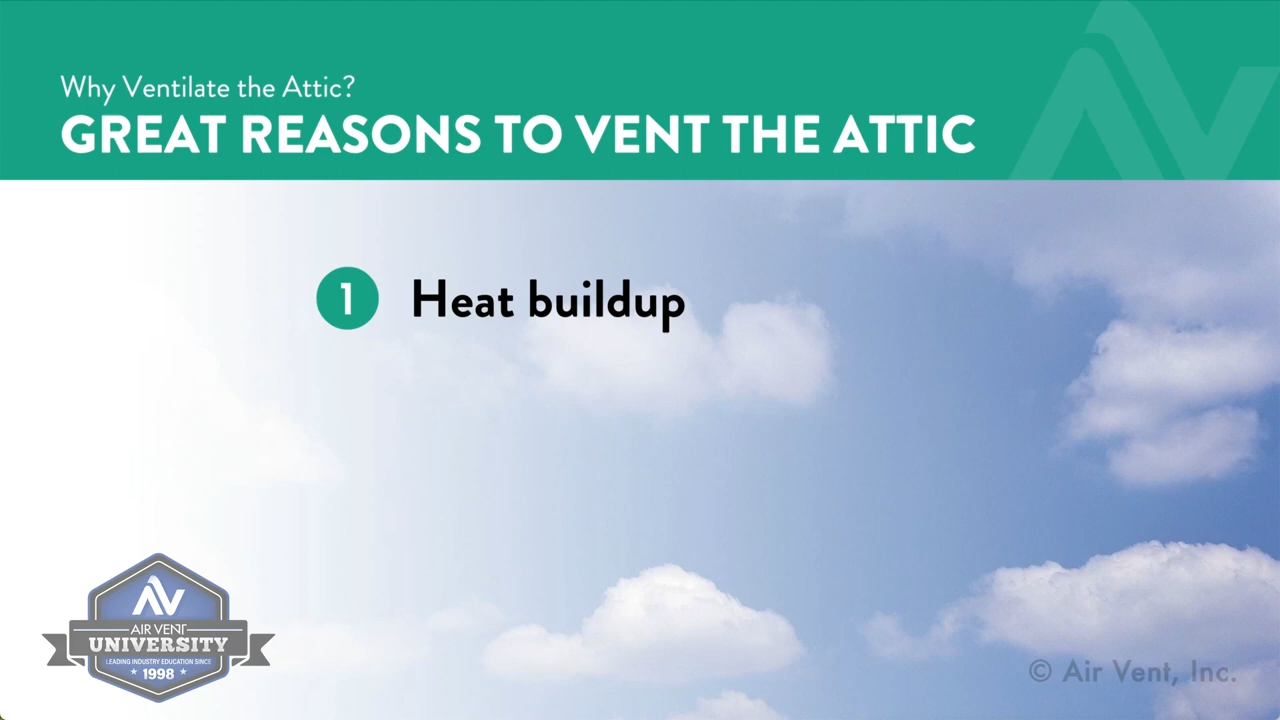 Why Ventilate the Attic?
GREAT REASONS TO VENT THE ATTIC
1 Heat buildup
AV
AIR VENT
UNIVERSITY
LEADING INDUSTRY EDUCATION SINCE
1998
© Air Vent, Inc.